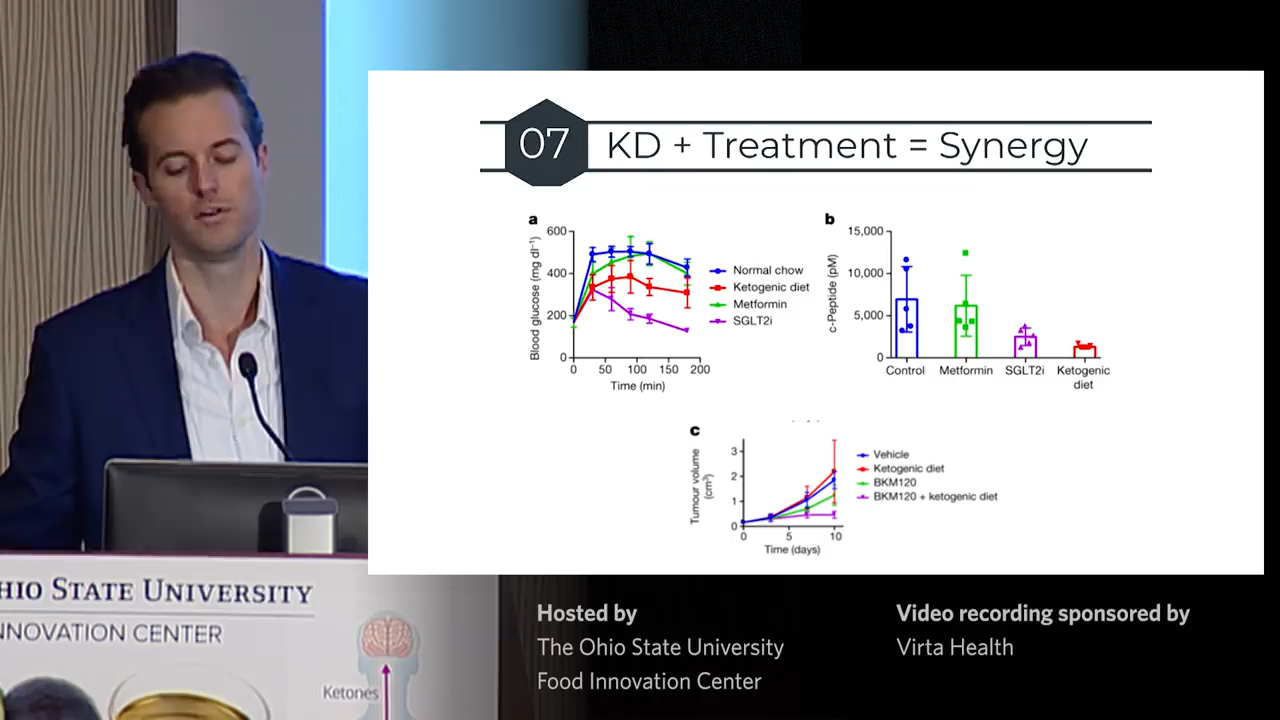 07 KD + Treatment = Synergy
a
600
400
200
0
Blood glucose (mg dl⁻¹)
0 50 100 150 200
Time (min)
Normal chow
Ketogenic diet
Metformin
SGLT2i
b
15,000
10,000
5,000
0
c-Peptide (pM)
Control Metformin SGLT2i Ketogenic
diet
c
3
2
1
0
Tumour volume
(cm³)
0 5 10
Time (days)
Vehicle
Ketogenic diet
BKM120
BKM120 + ketogenic diet
HIO STATE UNIVERSITY
NNOVATION CENTER
Ketones
Hosted by
The Ohio State University
Food Innovation Center
Video recording sponsored by
Virta Health